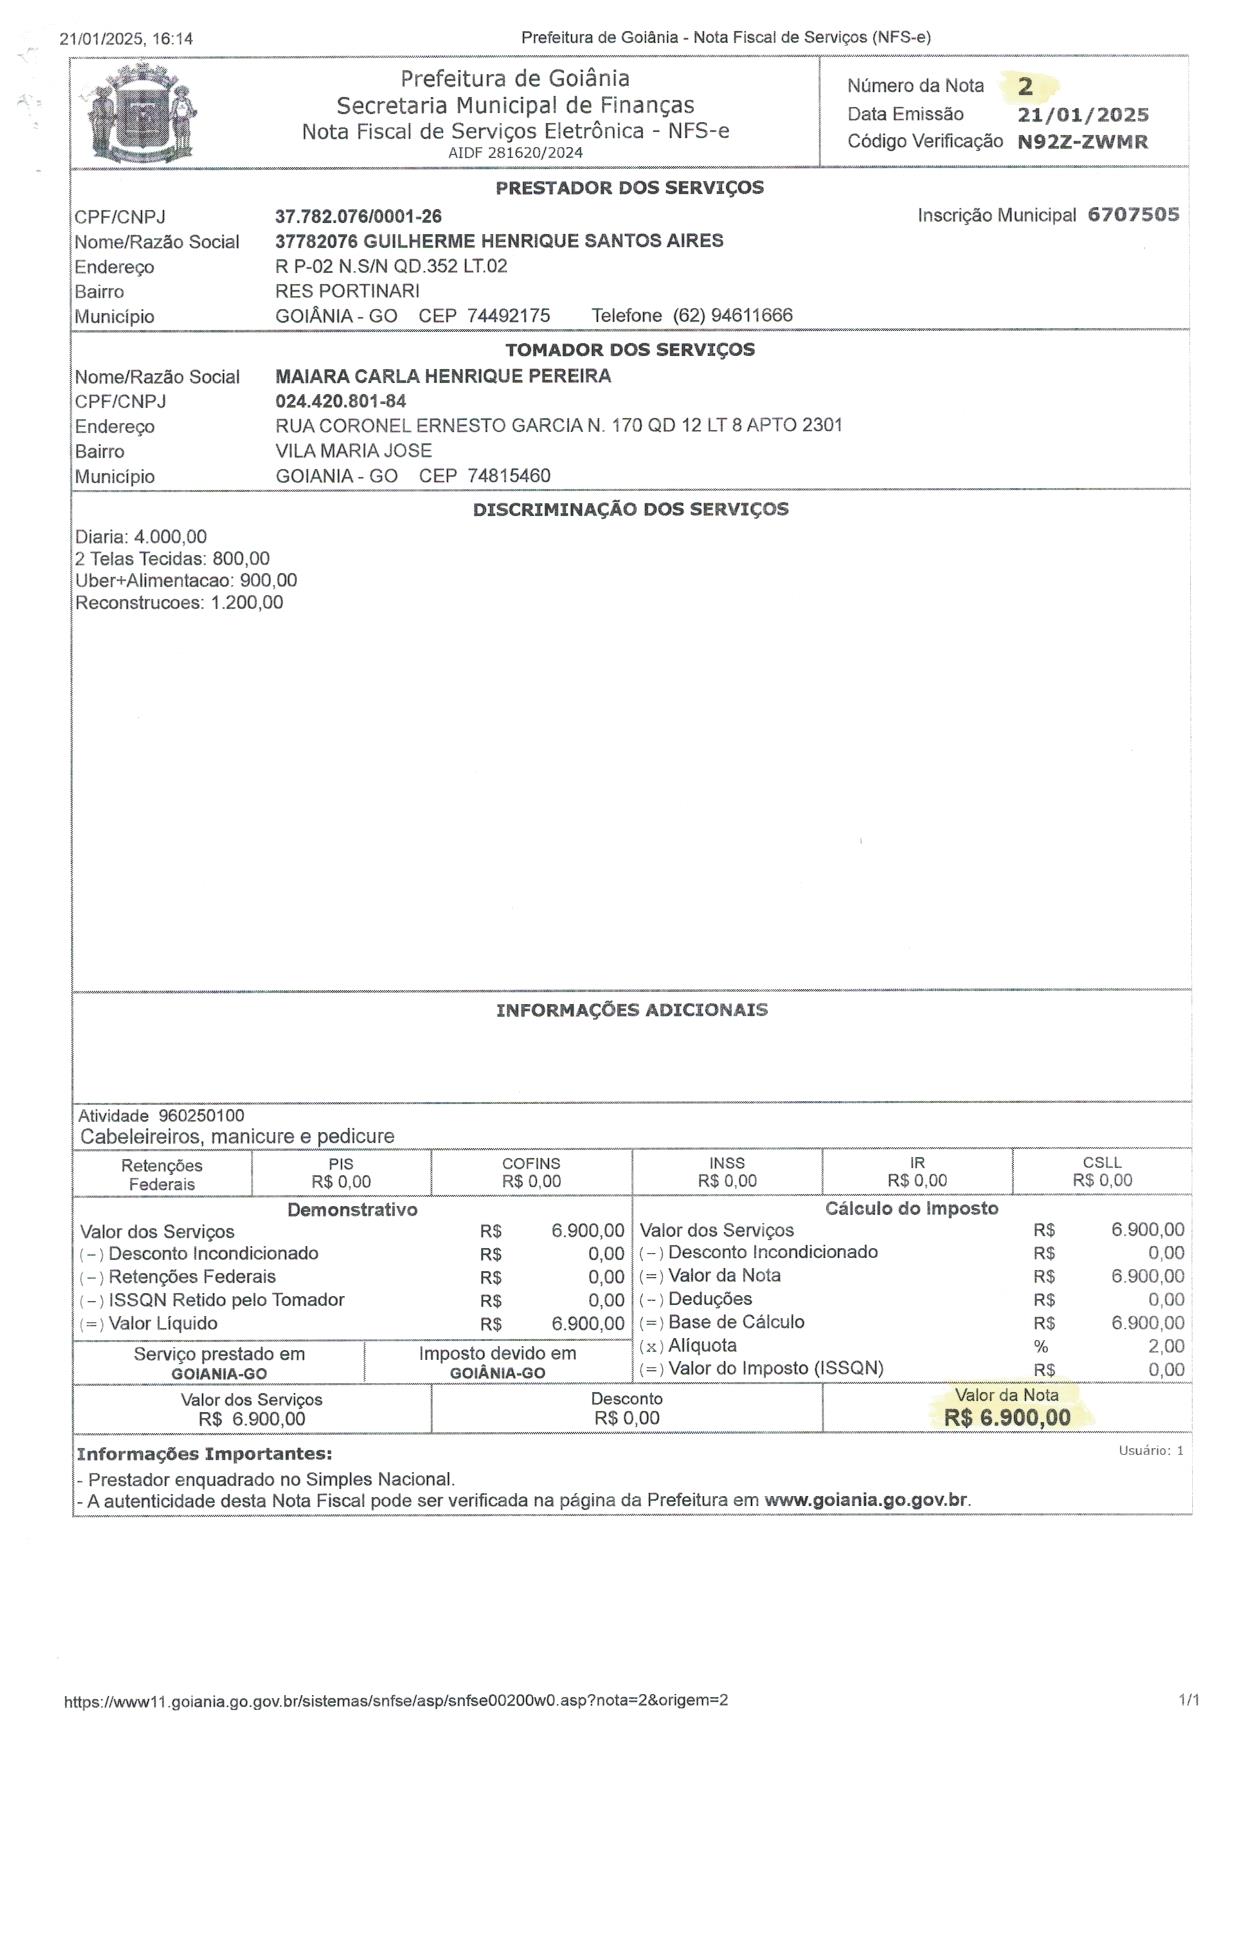 21/01/2025, 16:14 Prefeitura de Goiânia - Nota Fiscal de Serviços (NFS-e)
Prefeitura de Goiânia
Secretaria Municipal de Finanças
Nota Fiscal de Serviços Eletrônica - NFS-e
AIDF 281620/2024
Número da Nota 2
Data Emissão 21/01/2025
Código Verificação N92Z-ZWMR
PRESTADOR DOS SERVIÇOS
CPF/CNPJ 37.782.076/0001-26 Inscrição Municipal 6707505
Nome/Razão Social 37782076 GUILHERME HENRIQUE SANTOS AIRES
Endereço R P-02 N.S/N QD.352 LT.02
Bairro RES PORTINARI
Município GOIÂNIA - GO CEP 74492175 Telefone (62) 94611666
TOMADOR DOS SERVIÇOS
Nome/Razão Social MAIARA CARLA HENRIQUE PEREIRA
CPF/CNPJ 024.420.801-84
Endereço RUA CORONEL ERNESTO GARCIA N. 170 QD 12 LT 8 APTO 2301
Bairro VILA MARIA JOSE
Município GOIANIA - GO CEP 74815460
DISCRIMINAÇÃO DOS SERVIÇOS
Diaria: 4.000,00
2 Telas Tecidas: 800,00
Uber+Alimentacao: 900,00
Reconstrucoes: 1.200,00
INFORMAÇÕES ADICIONAIS
Atividade 960250100
Cabeleireiros, manicure e pedicure
Retenções PIS COFINS INSS IR CSLL
Federais R$ 0,00 R$ 0,00 R$ 0,00 R$ 0,00 R$ 0,00
Demonstrativo Cálculo do Imposto
Valor dos Serviços R$ 6.900,00 Valor dos Serviços R$ 6.900,00
(-) Desconto Incondicionado R$ 0,00 (-) Desconto Incondicionado R$ 0,00
(-) Retenções Federais R$ 0,00 (=) Valor da Nota R$ 6.900,00
(-) ISSQN Retido pelo Tomador R$ 0,00 (-) Deduções R$ 0,00
(=) Valor Líquido R$ 6.900,00 (=) Base de Cálculo R$ 6.900,00
(x) Alíquota % 2,00
Serviço prestado em Imposto devido em
GOIANIA-GO GOIÂNIA-GO (=) Valor do Imposto (ISSQN) R$ 0,00
Valor dos Serviços Desconto Valor da Nota
R$ 6.900,00 R$ 0,00 R$ 6.900,00
Informações Importantes: Usuário: 1
- Prestador enquadrado no Simples Nacional.
- A autenticidade desta Nota Fiscal pode ser verificada na página da Prefeitura em www.goiania.go.gov.br.
https://www11.goiania.go.gov.br/sistemas/snfse/asp/snfse00200w0.asp?nota=2&origem=2 1/1